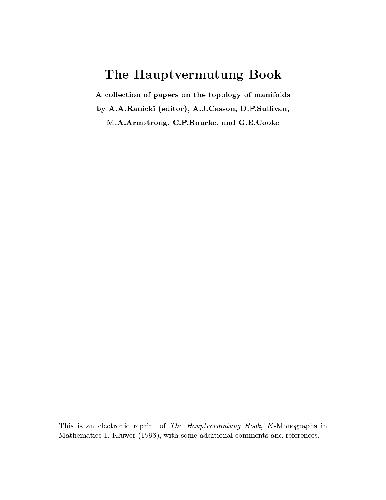 The Hauptvermutung Book
A collection of papers on the topology of manifolds
by A.A.Ranicki (editor), A.J.Casson, D.P.Sullivan,
M.A.Armstrong, C.P.Rourke, and G.E.Cooke
This is an electronic reprint of The Hauptvermutung Book, K-Monographs in
Mathematics 1, Kluwer (1996), with some additional comments and references.